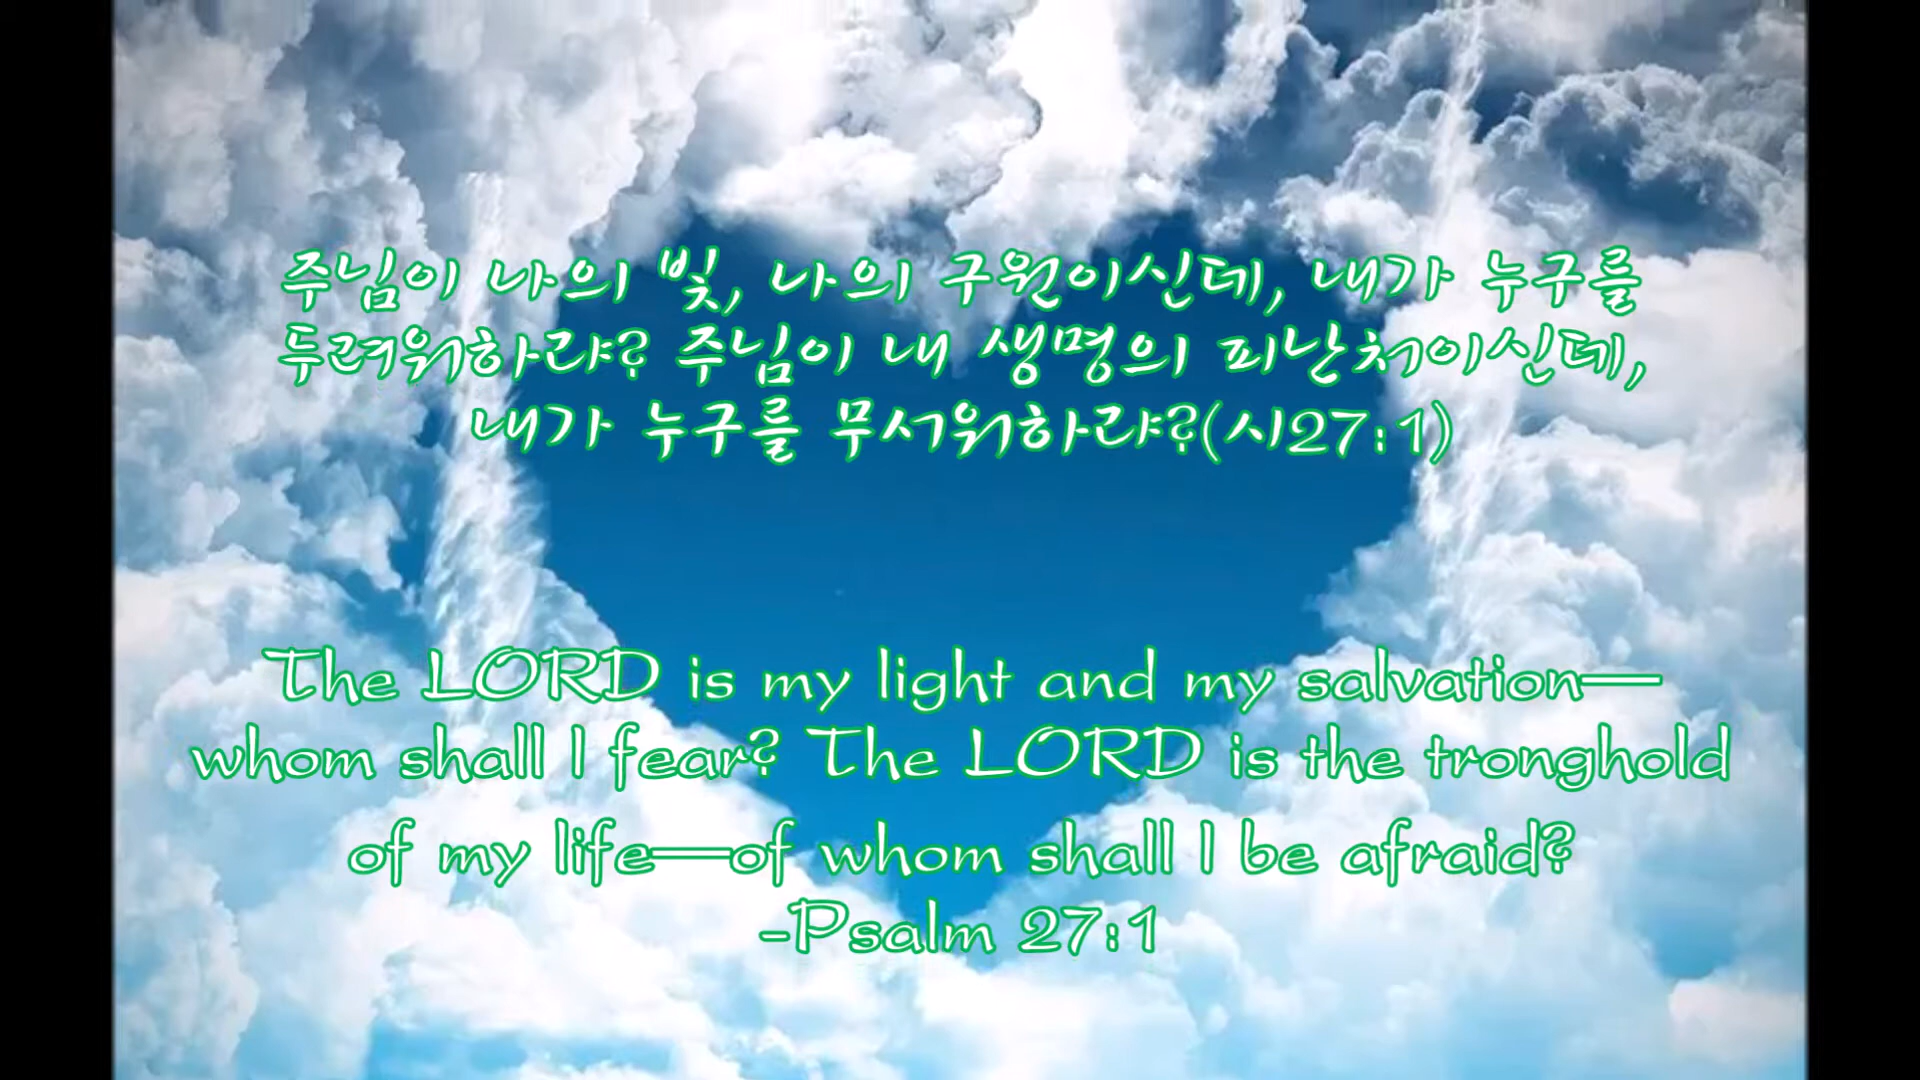 주님이 나의 빛, 나의 구원이신데, 내가 누구를
두려워하랴? 주님이 내 생명의 피난처이신데,
내가 누구를 무서워하랴?(시27:1)
The LORD is my light and my salvation—
whom shall I fear? The LORD is the tronghold
of my life—of whom shall I be afraid?
-Psalm 27:1